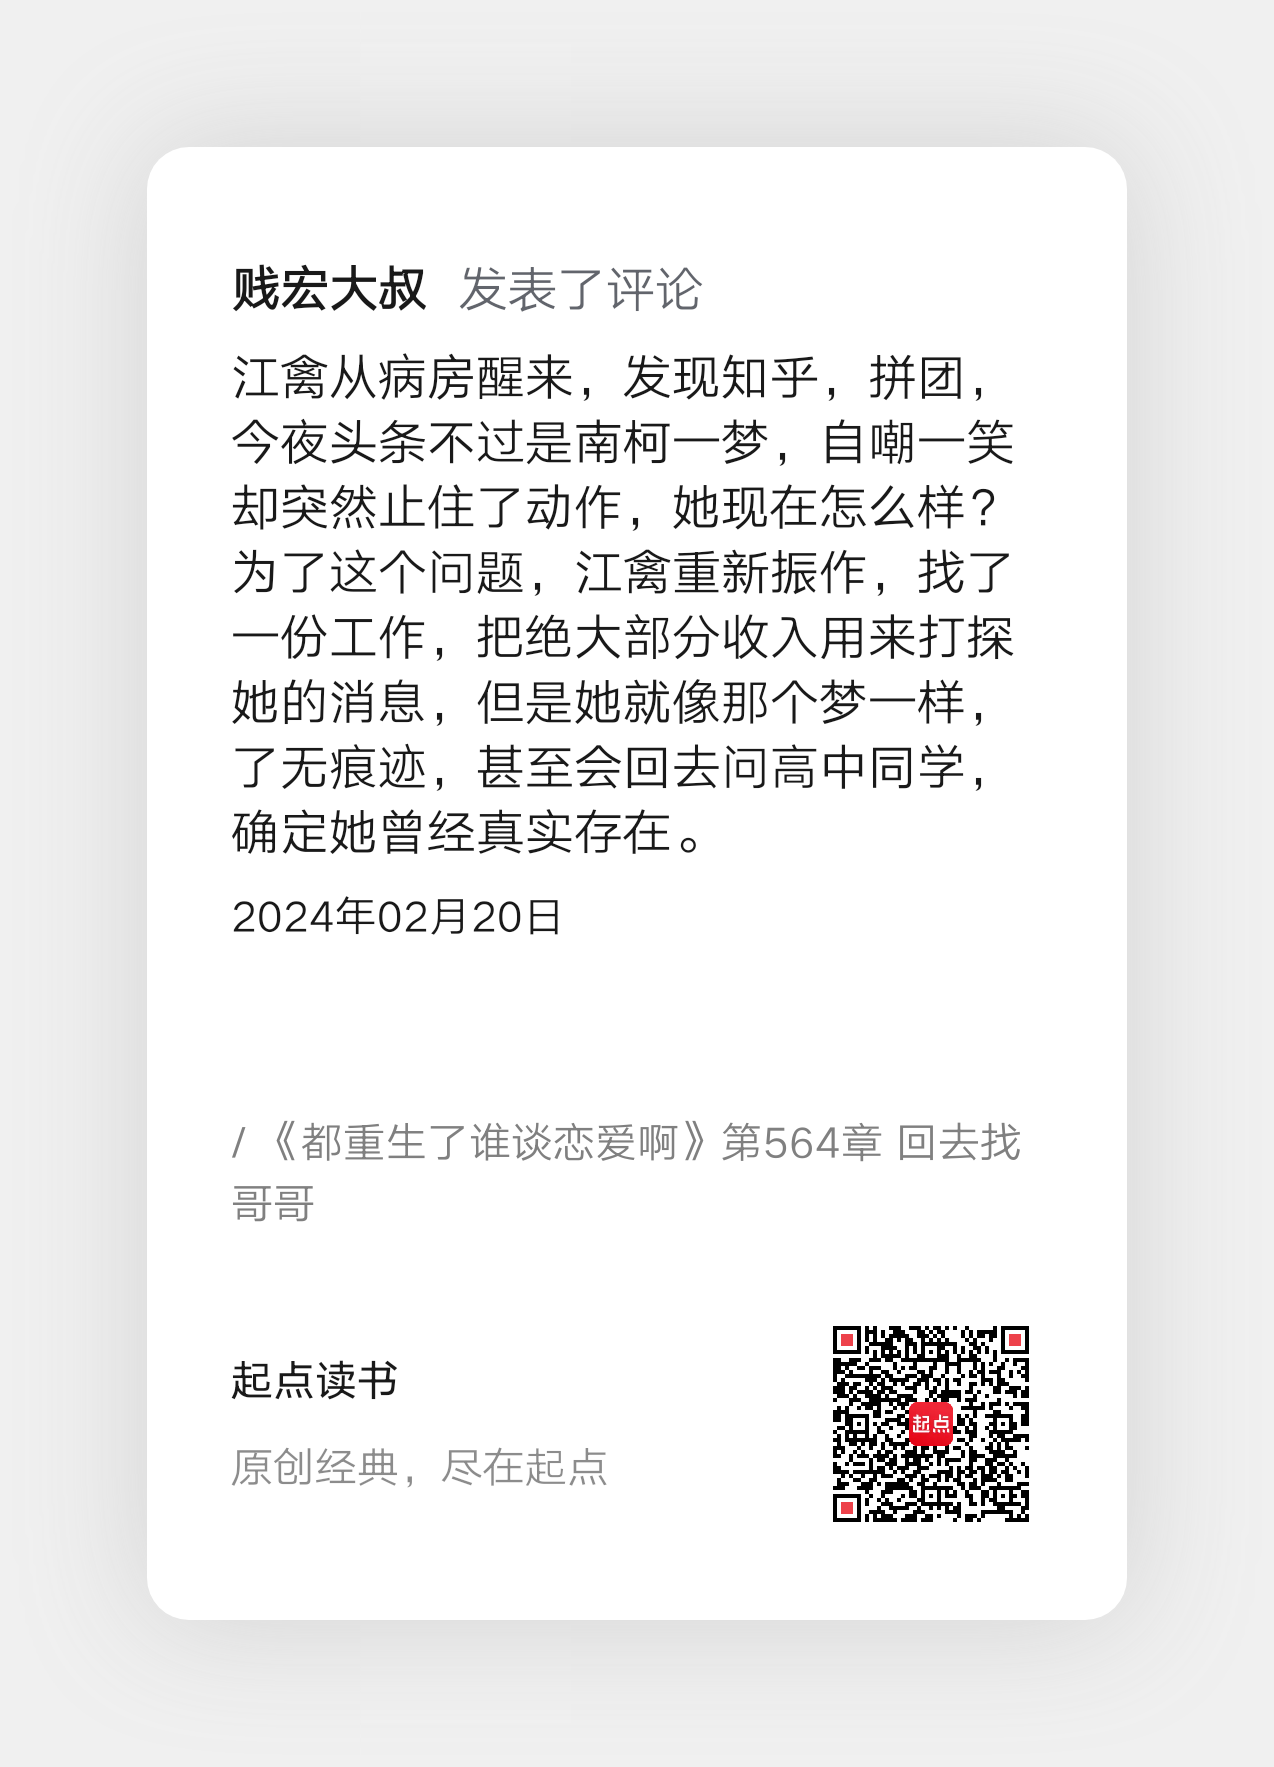 贱宏大叔 发表了评论
江禽从病房醒来，发现知乎，拼团，
今夜头条不过是南柯一梦，自嘲一笑
却突然止住了动作，她现在怎么样？
为了这个问题，江禽重新振作，找了
一份工作，把绝大部分收入用来打探
她的消息，但是她就像那个梦一样，
了无痕迹，甚至会回去问高中同学，
确定她曾经真实存在。
2024年02月20日
/《都重生了谁谈恋爱啊》第564章 回去找
哥哥
起点读书
起点
原创经典，尽在起点